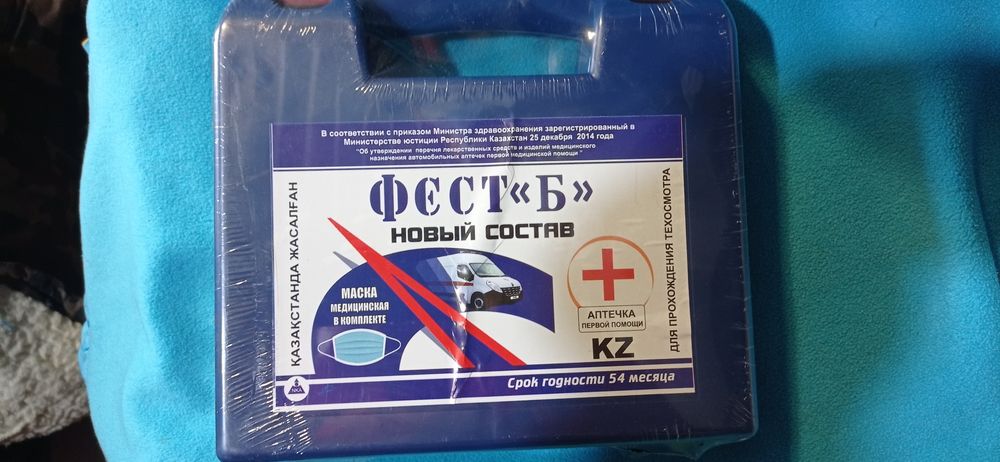 В соответствии с приказом Министра здравоохранения зарегистрированный в
Министерстве юстиции Республики Казахстан 25 декабря 2014 года
"Об утверждении перечня лекарственных средств и изделий медицинского
назначения автомобильных аптечек первой медицинской помощи "
ҚАЗАҚСТАНДА ЖАСАЛҒАН
ФЕСТ«Б»
НОВЫЙ СОСТАВ
МАСКА
МЕДИЦИНСКАЯ
В КОМПЛЕКТЕ
АПТЕЧКА
ПЕРВОЙ ПОМОЩИ
KZ
ДЛЯ ПРОХОЖДЕНИЯ ТЕХОСМОТРА
NKA
Срок годности 54 месяца